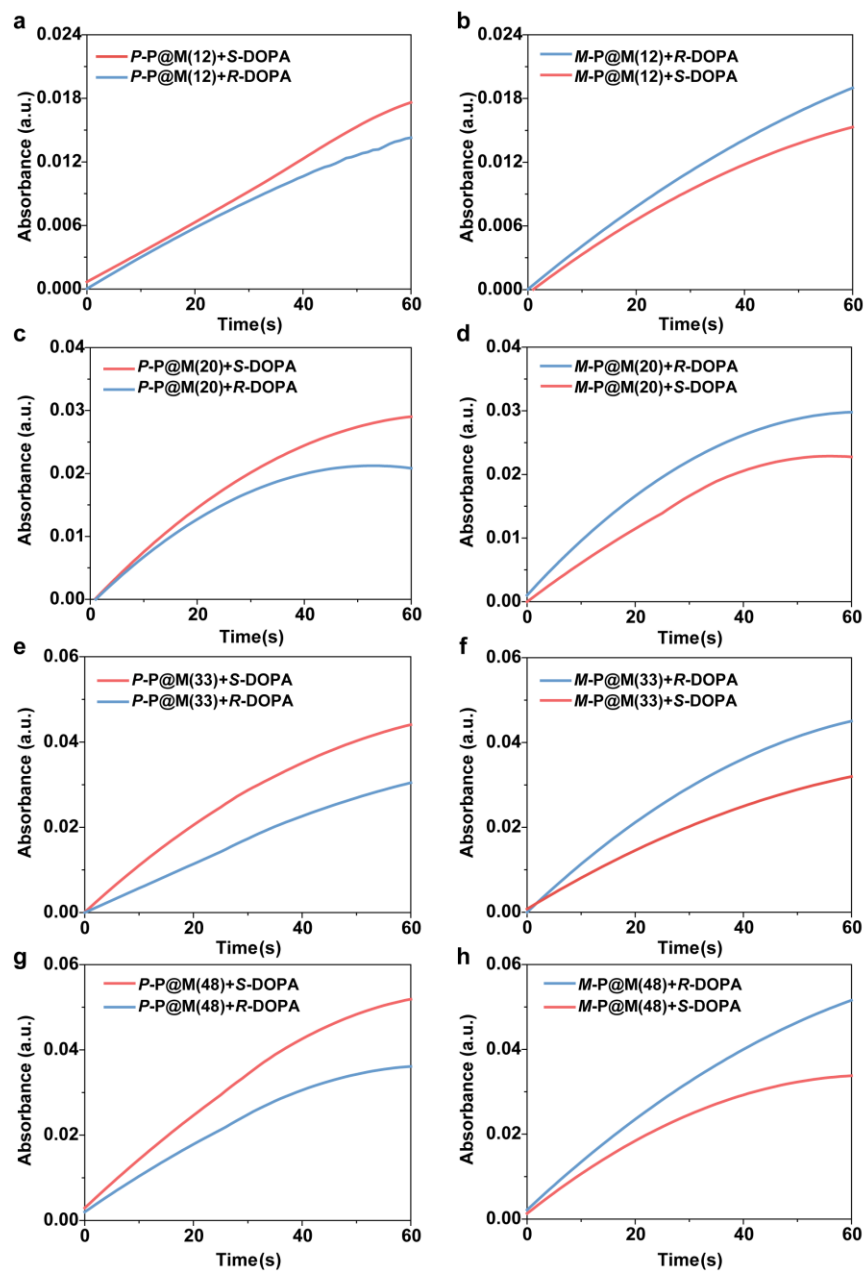 a
Absorbance (a.u.)
0.024
0.018
0.012
0.006
0.000
P-P@M(12)+S-DOPA
P-P@M(12)+R-DOPA
0
20
40
60
Time(s)
b
Absorbance (a.u.)
0.024
0.018
0.012
0.006
0.000
M-P@M(12)+R-DOPA
M-P@M(12)+S-DOPA
0
20
40
60
Time(s)
c
Absorbance (a.u.)
0.04
0.03
0.02
0.01
0.00
P-P@M(20)+S-DOPA
P-P@M(20)+R-DOPA
0
20
40
60
Time(s)
d
Absorbance (a.u.)
0.04
0.03
0.02
0.01
0.00
M-P@M(20)+R-DOPA
M-P@M(20)+S-DOPA
0
20
40
60
Time(s)
e
Absorbance (a.u.)
0.06
0.04
0.02
0.00
P-P@M(33)+S-DOPA
P-P@M(33)+R-DOPA
0
20
40
60
Time(s)
f
Absorbance (a.u.)
0.06
0.04
0.02
0.00
M-P@M(33)+R-DOPA
M-P@M(33)+S-DOPA
0
20
40
60
Time(s)
g
Absorbance (a.u.)
0.06
0.04
0.02
0.00
P-P@M(48)+S-DOPA
P-P@M(48)+R-DOPA
0
20
40
60
Time(s)
h
Absorbance (a.u.)
0.06
0.04
0.02
0.00
M-P@M(48)+R-DOPA
M-P@M(48)+S-DOPA
0
20
40
60
Time(s)